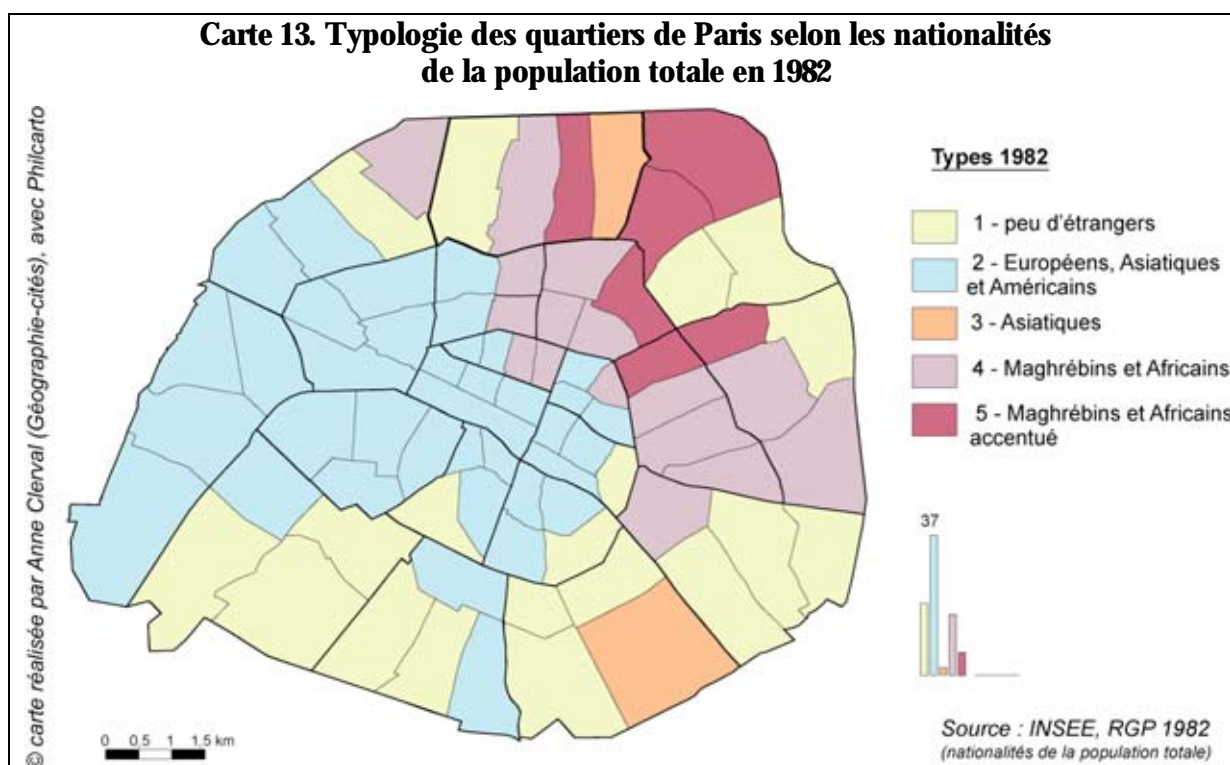 Carte 13. Typologie des quartiers de Paris selon les nationalités
de la population totale en 1982
© carte réalisée par Anne Clerval (Géographie-cités), avec Philcarto
Types 1982
1 - peu d'étrangers
2 - Européens, Asiatiques
et Américains
3 - Asiatiques
4 - Maghrébins et Africains
5 - Maghrébins et Africains
accentué
37
0 0,5 1 1,5 km
Source : INSEE, RGP 1982
(nationalités de la population totale)